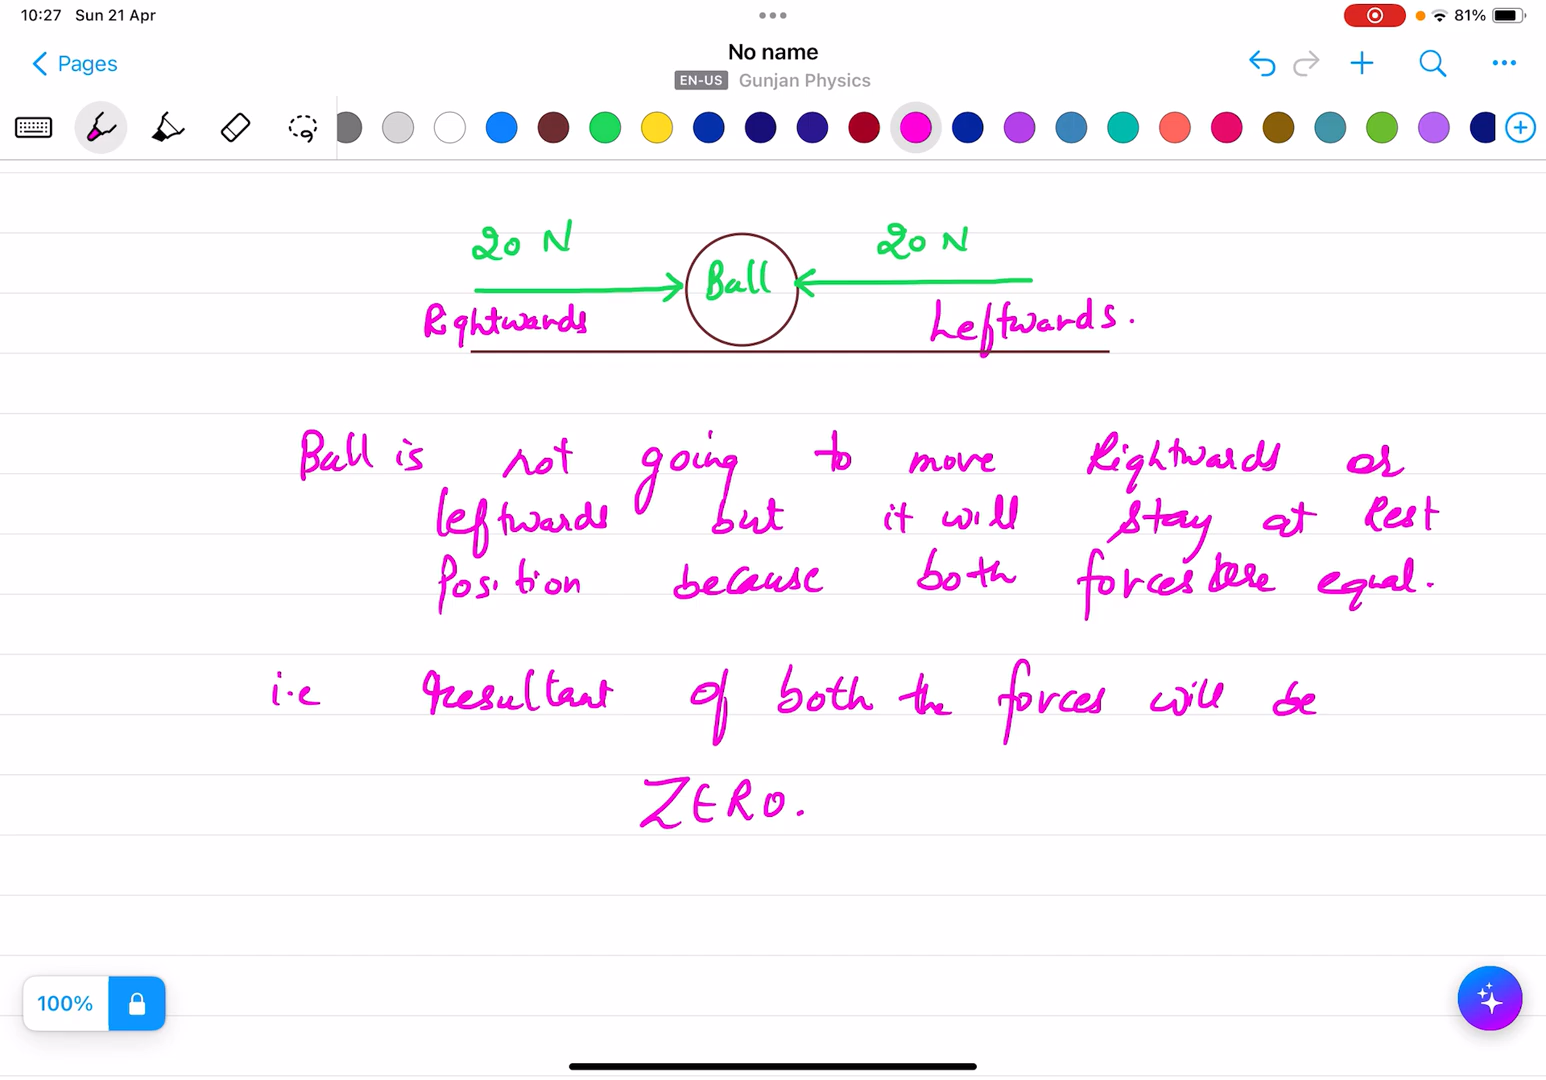 10:27 Sun 21 Apr
81%
Pages
No name
EN-US Gunjan Physics
20 N
20 N
Ball
Rightwards
Leftwards.
Ball is not going to move Rightwards or
leftwards but it will stay at Rest
Position because both forces are equal.
i.e Resultant of both the forces will be
ZERO.
100%